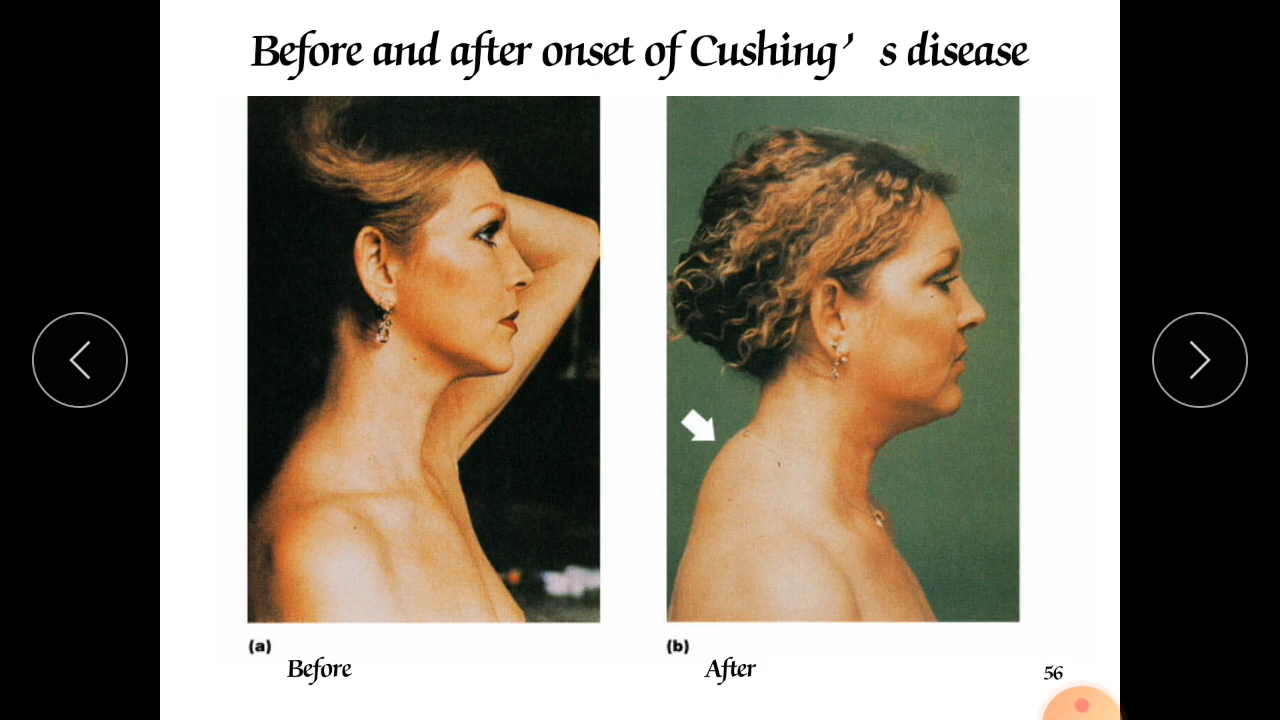 Before and after onset of Cushing’ s disease
(a)
(b)
Before
After
56